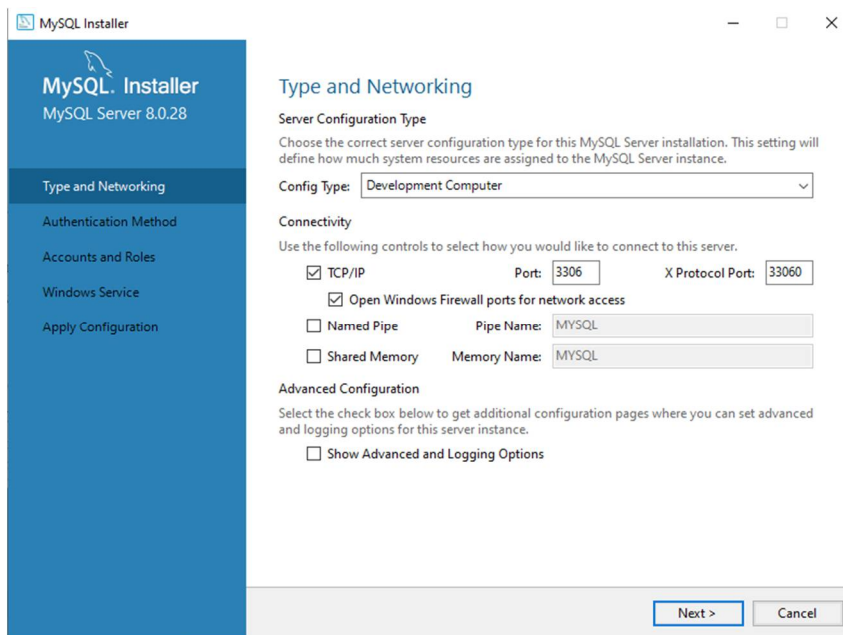 MySQL Installer
MySQL. Installer
MySQL Server 8.0.28
Type and Networking
Authentication Method
Accounts and Roles
Windows Service
Apply Configuration
Type and Networking
Server Configuration Type
Choose the correct server configuration type for this MySQL Server installation. This setting will
define how much system resources are assigned to the MySQL Server instance.
Config Type: Development Computer
Connectivity
Use the following controls to select how you would like to connect to this server.
TCP/IP Port: 3306 X Protocol Port: 33060
Open Windows Firewall ports for network access
Named Pipe Pipe Name: MYSQL
Shared Memory Memory Name: MYSQL
Advanced Configuration
Select the check box below to get additional configuration pages where you can set advanced
and logging options for this server instance.
Show Advanced and Logging Options
Next > Cancel